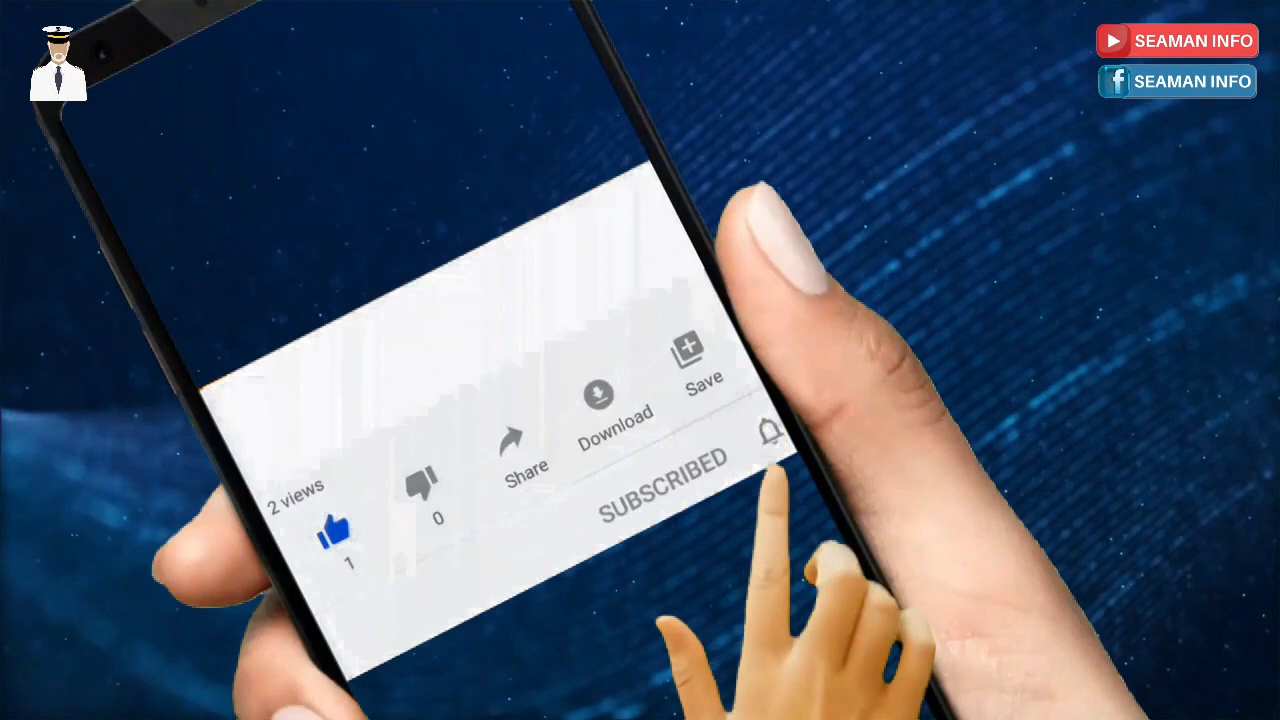 SEAMAN INFO
f SEAMAN INFO
2 views
1
0
Share
Download
Save
SUBSCRIBED